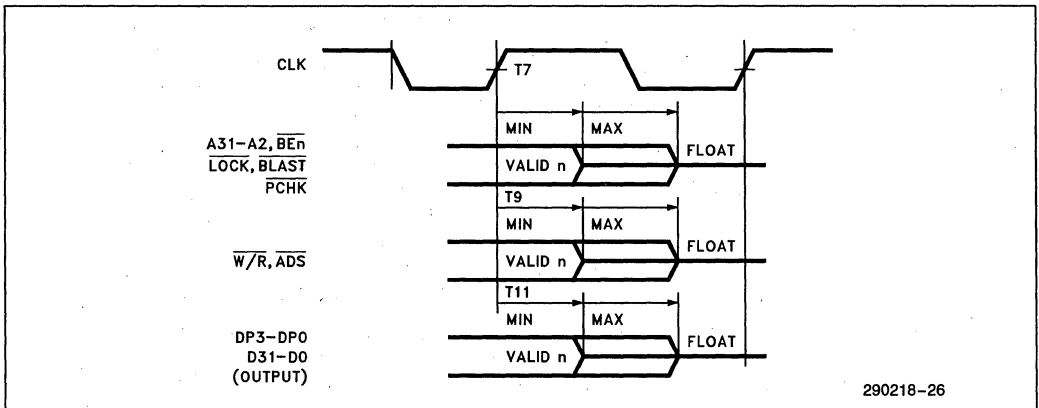 CLK
T7
MIN MAX
A31-A2, BEn
LOCK, BLAST
PCHK
VALID n
FLOAT
T9
MIN MAX
W/R, ADS
VALID n
FLOAT
T11
MIN MAX
DP3-DP0
D31-D0
(OUTPUT)
VALID n
FLOAT
290218-26